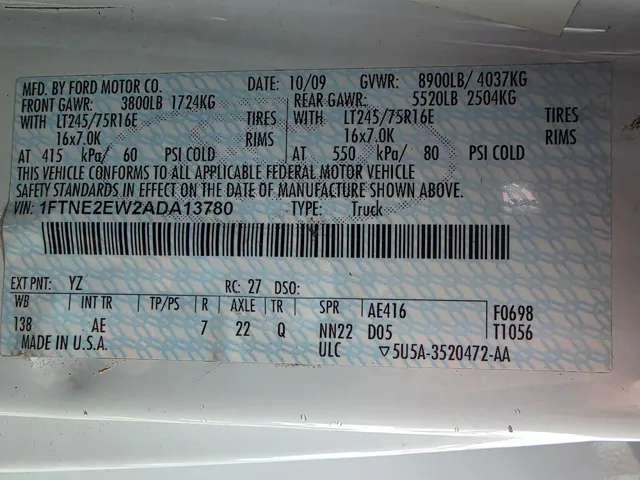 MFD. BY FORD MOTOR CO. DATE: 10/09 GVWR: 8900LB/ 4037KG
FRONT GAWR: 3800LB 1724KG REAR GAWR: 5520LB 2504KG
WITH LT245/75R16E TIRES WITH LT245/75R16E TIRES
16x7.0K RIMS 16x7.0K RIMS
AT 415 kPa/ 60 PSI COLD AT 550 kPa/ 80 PSI COLD
THIS VEHICLE CONFORMS TO ALL APPLICABLE FEDERAL MOTOR VEHICLE
SAFETY STANDARDS IN EFFECT ON THE DATE OF MANUFACTURE SHOWN ABOVE.
VIN: 1FTNE2EW2ADA13780 TYPE: Truck
EXT PNT: YZ RC: 27 DSO:
WB INT TR TP/PS R AXLE TR SPR AE416 F0698
138 AE 7 22 Q NN22 D05 T1056
MADE IN U.S.A. ULC ▽5U5A-3520472-AA